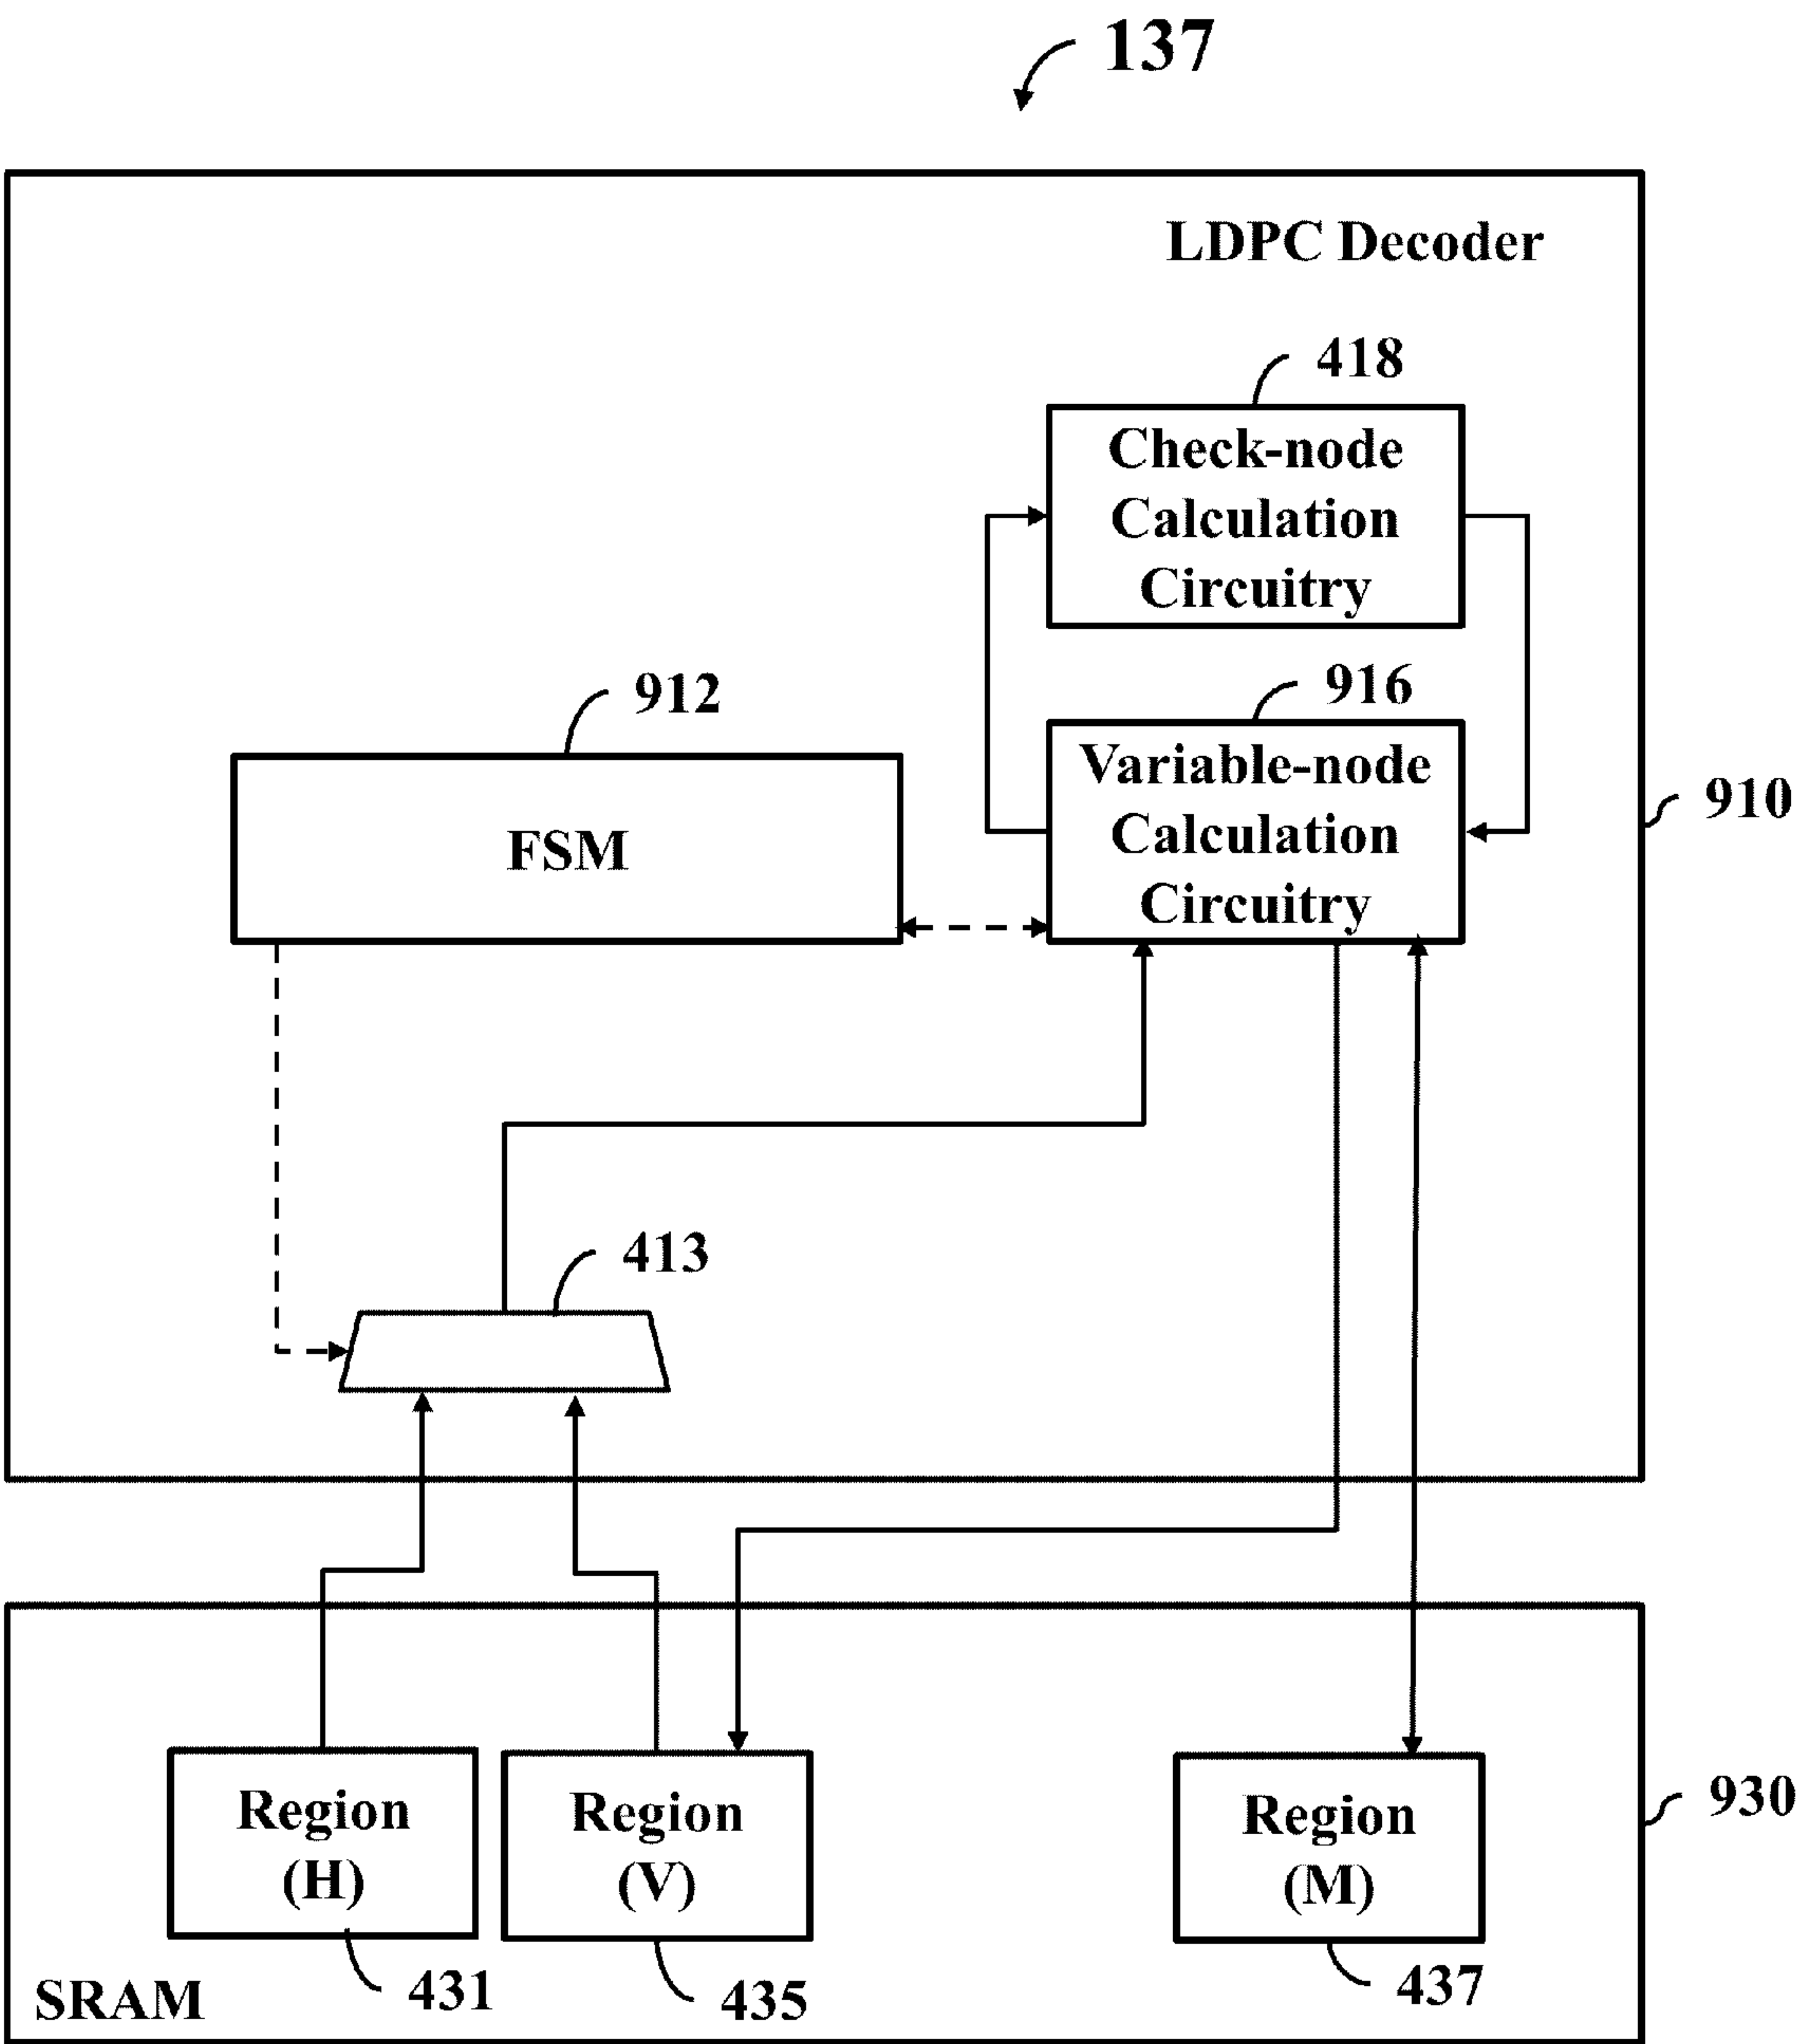 137
LDPC Decoder
418
Check-node
Calculation
Circuitry
912
916
FSM
Variable-node
Calculation
Circuitry
910
413
Region
(H)
Region
(V)
Region
(M)
930
431
435
437
SRAM